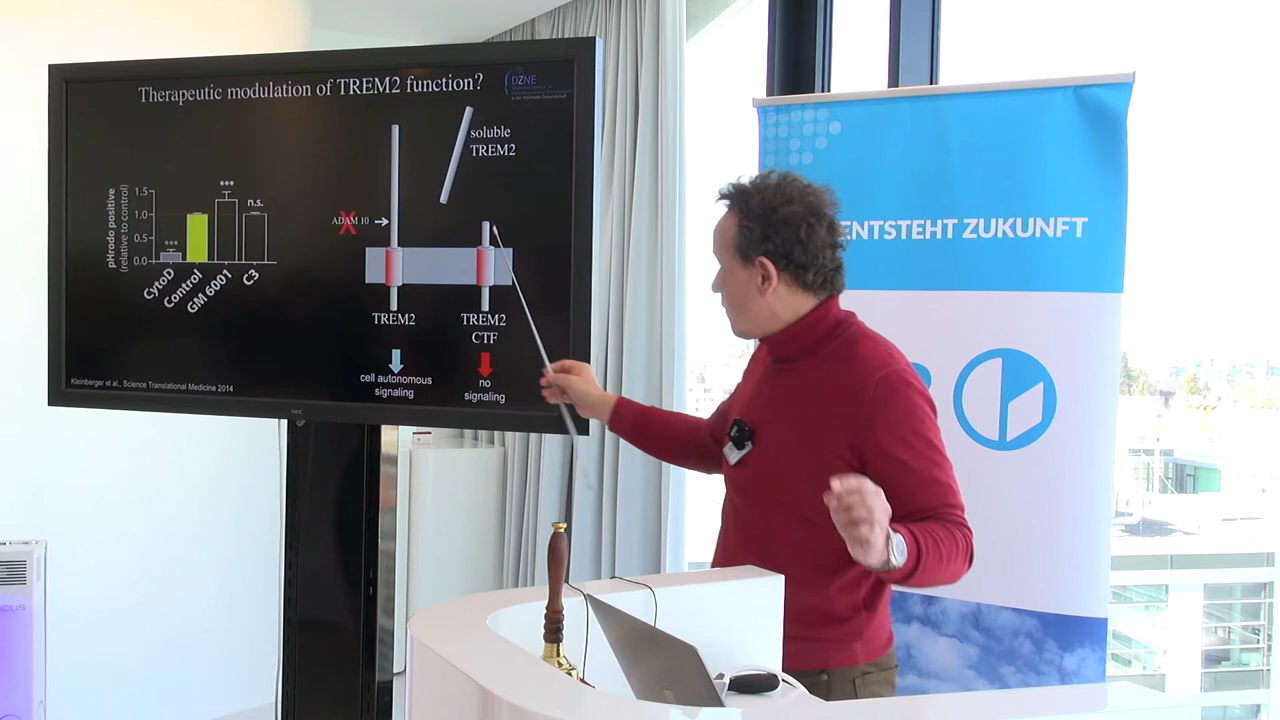 Therapeutic modulation of TREM2 function?
DZNE
soluble
TREM2
ADAM 10
pHrodo positive
(relative to control)
1.5
1.0
0.5
0.0
***
***
n.s.
CytoD
Control
GM 6001
C3
TREM2
TREM2
CTF
cell autonomous
signaling
no
signaling
Kleinberger et al., Science Translational Medicine 2014
NEC
ENTSTEHT ZUKUNFT